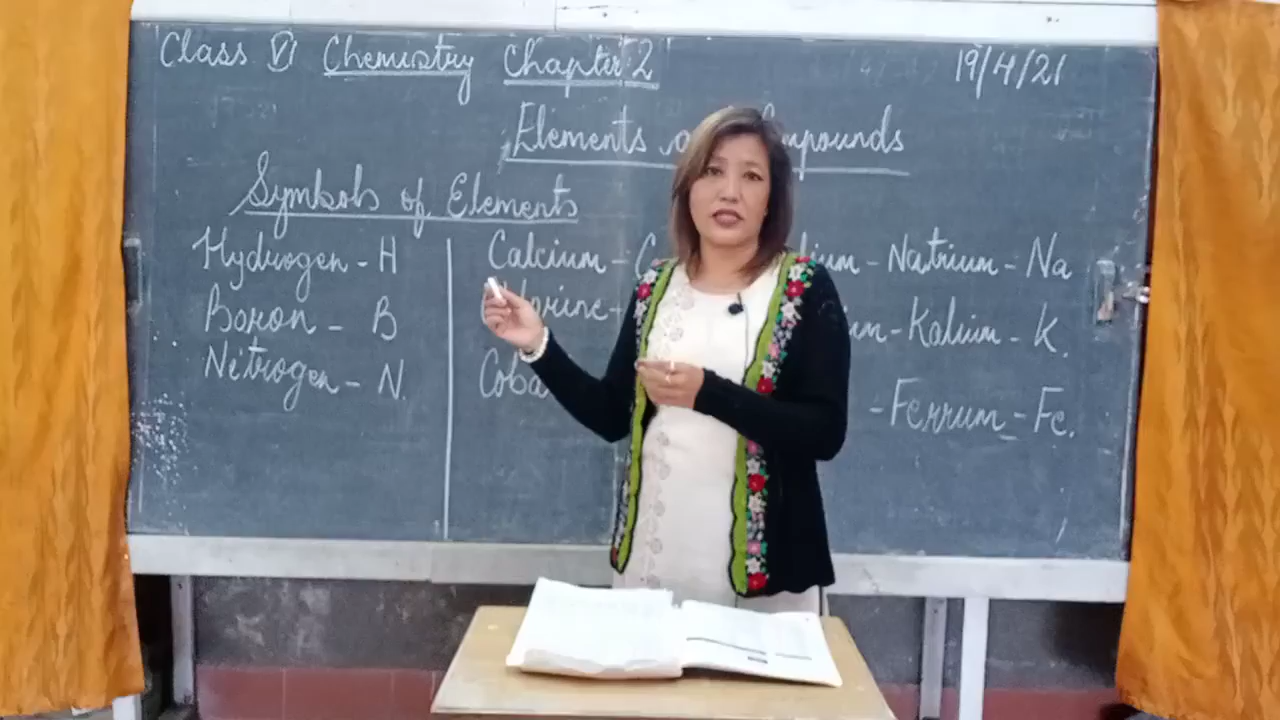 Class VI Chemistry Chapter 2 19/4/21
Elements Compounds
Symbols of Elements
Hydrogen - H
Boron - B
Nitrogen - N.
Calcium -
Natrium - Na
Kalium - K.
Ferrum - Fe.